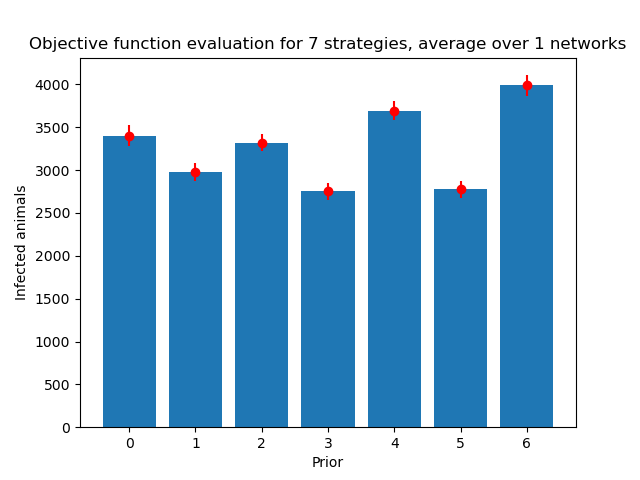 Objective function evaluation for 7 strategies, average over 1 networks
4000
3500
3000
2500
2000
1500
1000
500
0
Infected animals
0 1 2 3 4 5 6
Prior